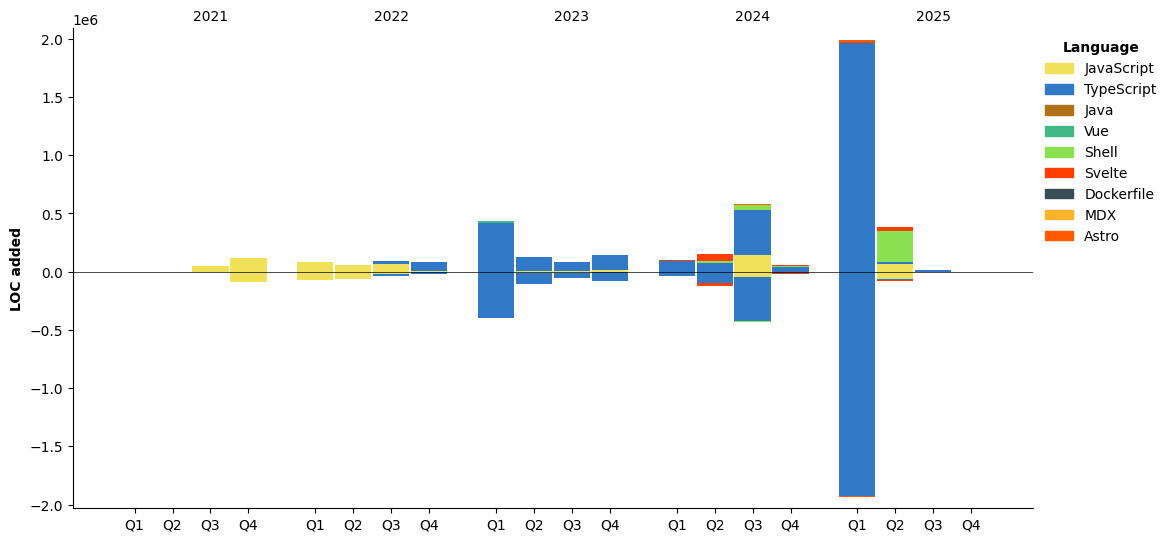 1e6
2021 2022 2023 2024 2025
2.0
1.5
1.0
0.5
0.0
−0.5
−1.0
−1.5
−2.0
LOC added
Q1 Q2 Q3 Q4 Q1 Q2 Q3 Q4 Q1 Q2 Q3 Q4 Q1 Q2 Q3 Q4 Q1 Q2 Q3 Q4
Language
JavaScript
TypeScript
Java
Vue
Shell
Svelte
Dockerfile
MDX
Astro